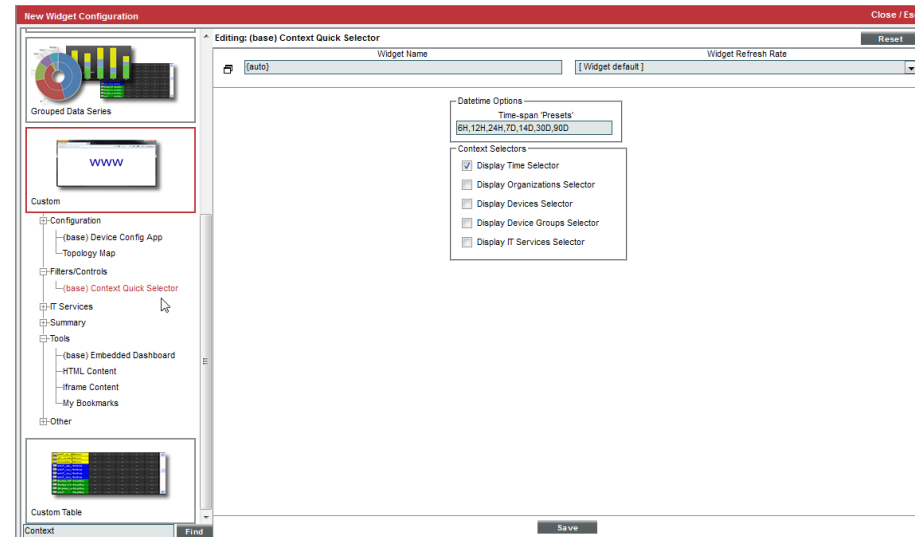 New Widget Configuration
Close / Es
Editing: (base) Context Quick Selector
Reset
Widget Name
Widget Refresh Rate
{auto}
[ Widget default ]
Grouped Data Series
www
Custom
Configuration
(base) Device Config App
Topology Map
Filters/Controls
(base) Context Quick Selector
IT Services
Summary
Tools
(base) Embedded Dashboard
HTML Content
Iframe Content
My Bookmarks
Other
Custom Table
Context
Find
Datetime Options
Time-span 'Presets'
6H,12H,24H,7D,14D,30D,90D
Context Selectors
Display Time Selector
Display Organizations Selector
Display Devices Selector
Display Device Groups Selector
Display IT Services Selector
Save